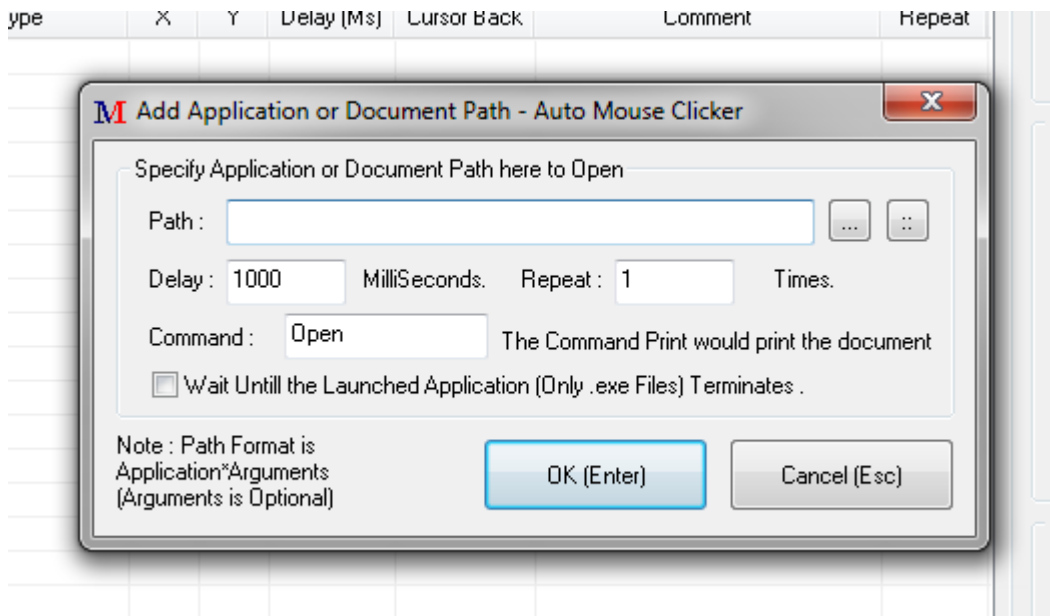 ype X Y Delay (Ms) Cursor Back Comment Repeat
M Add Application or Document Path - Auto Mouse Clicker x
Specify Application or Document Path here to Open
Path : ... ::
Delay : 1000 MilliSeconds. Repeat : 1 Times.
Command : Open The Command Print would print the document
Wait Untill the Launched Application (Only .exe Files) Terminates .
Note : Path Format is
Application*Arguments
(Arguments is Optional)
OK (Enter) Cancel (Esc)